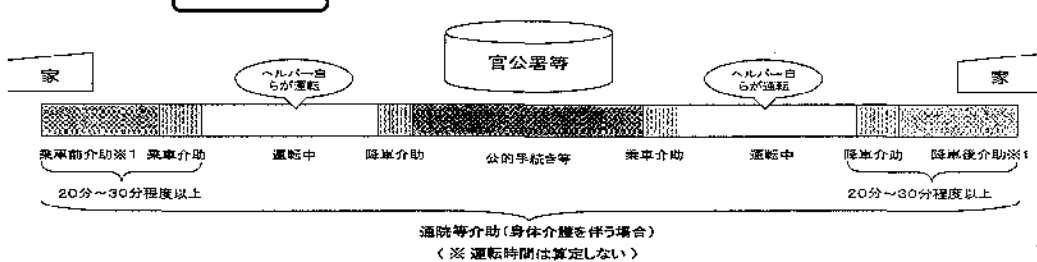 官公署等
家
ヘルパー自
らが運転
ヘルパー自
らが運転
家
乗車前介助※1 乗車介助 運転中 降車介助 公的手続き等 乗車介助 運転中 降車介助 降車後介助※1
20分～30分程度以上 20分～30分程度以上
通院等介助(身体介護を伴う場合)
(※ 運転時間は算定しない)